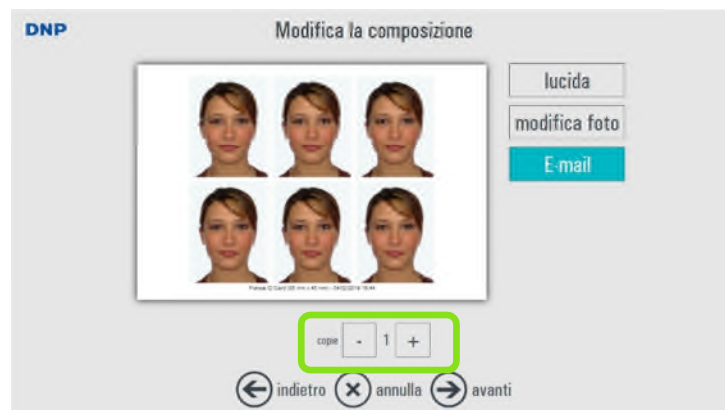 DNP
Modifica la composizione
lucida
modifica foto
E-mail
copie - 1 +
indietro annulla avanti